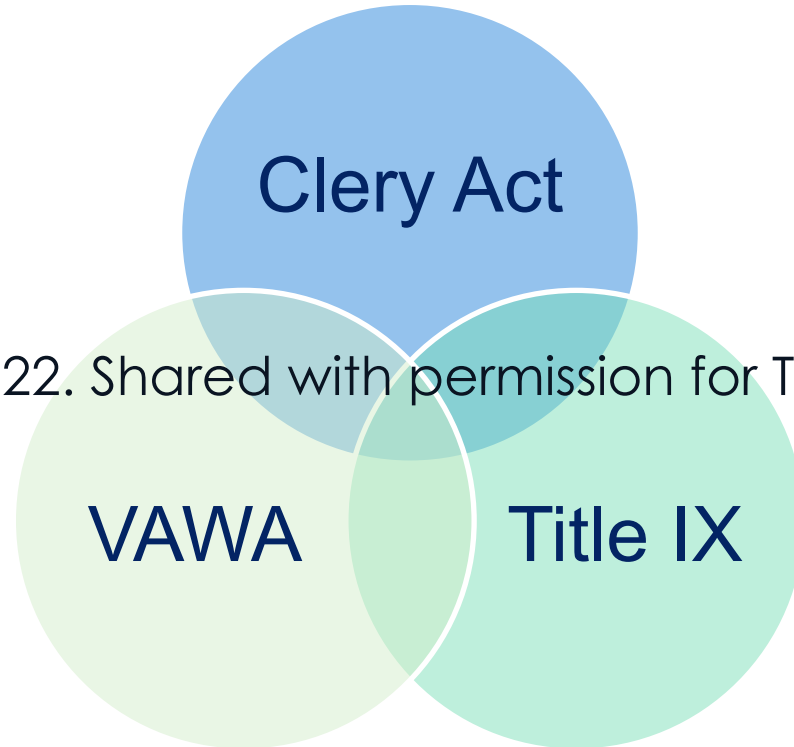 Clery Act
22. Shared with permission for T
VAWA
Title IX